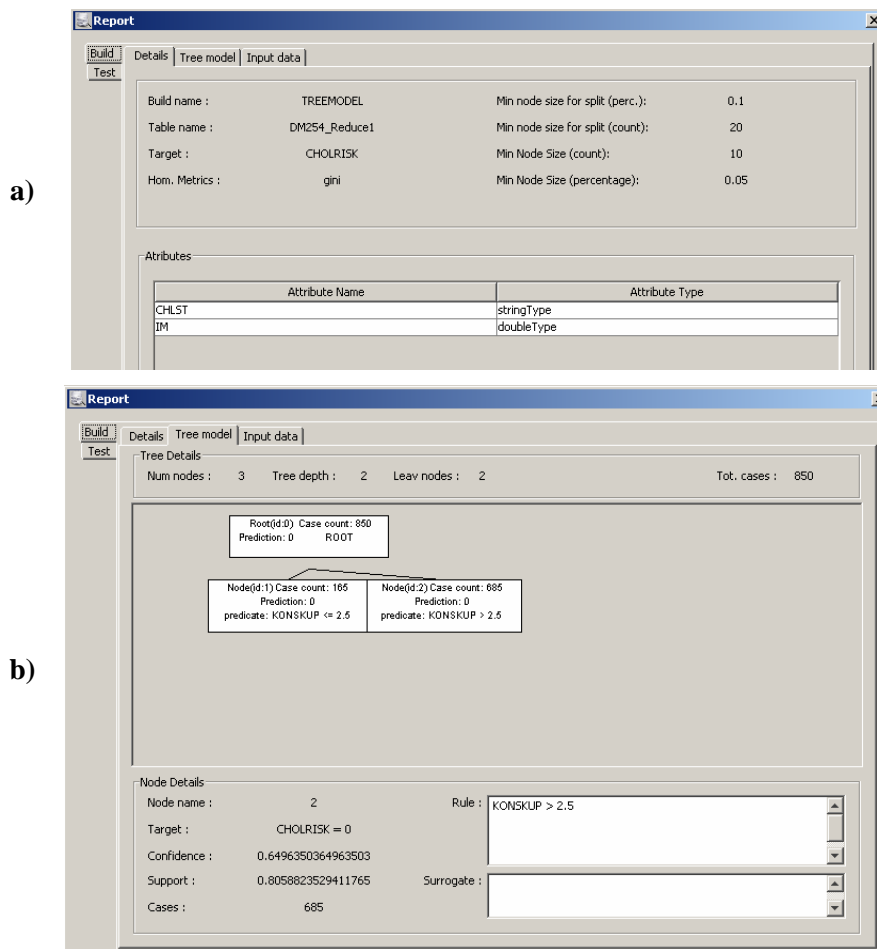 Report
Build
Test
Details Tree model Input data
Build name : TREEMODEL Min node size for split (perc.): 0.1
Table name : DM254_Reduce1 Min node size for split (count): 20
Target : CHOLRISK Min Node Size (count): 10
Hom. Metrics : gini Min Node Size (percentage): 0.05
a)
Atributes
Attribute Name Attribute Type
CHLST stringType
IM doubleType
Report
Build
Test
Details Tree model Input data
Tree Details
Num nodes : 3 Tree depth : 2 Leav nodes : 2 Tot. cases : 850
Root(id:0) Case count: 850
Prediction: 0 ROOT
Node(id:1) Case count: 165
Prediction: 0
predicate: KONSKUP <= 2.5
Node(id:2) Case count: 685
Prediction: 0
predicate: KONSKUP > 2.5
b)
Node Details
Node name : 2 Rule : KONSKUP > 2.5
Target : CHOLRISK = 0
Confidence : 0.6496350364963503
Support : 0.8058823529411765 Surrogate :
Cases : 685